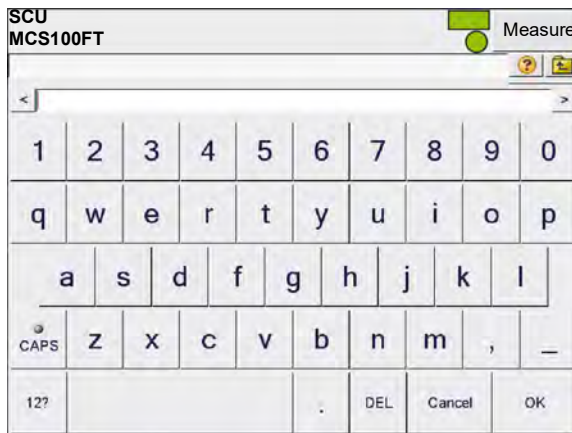 SCU
MCS100FT
Measure
?
< >
1 2 3 4 5 6 7 8 9 0
q w e r t y u i o p
a s d f g h j k l
CAPS z x c v b n m , _
12? . DEL Cancel OK